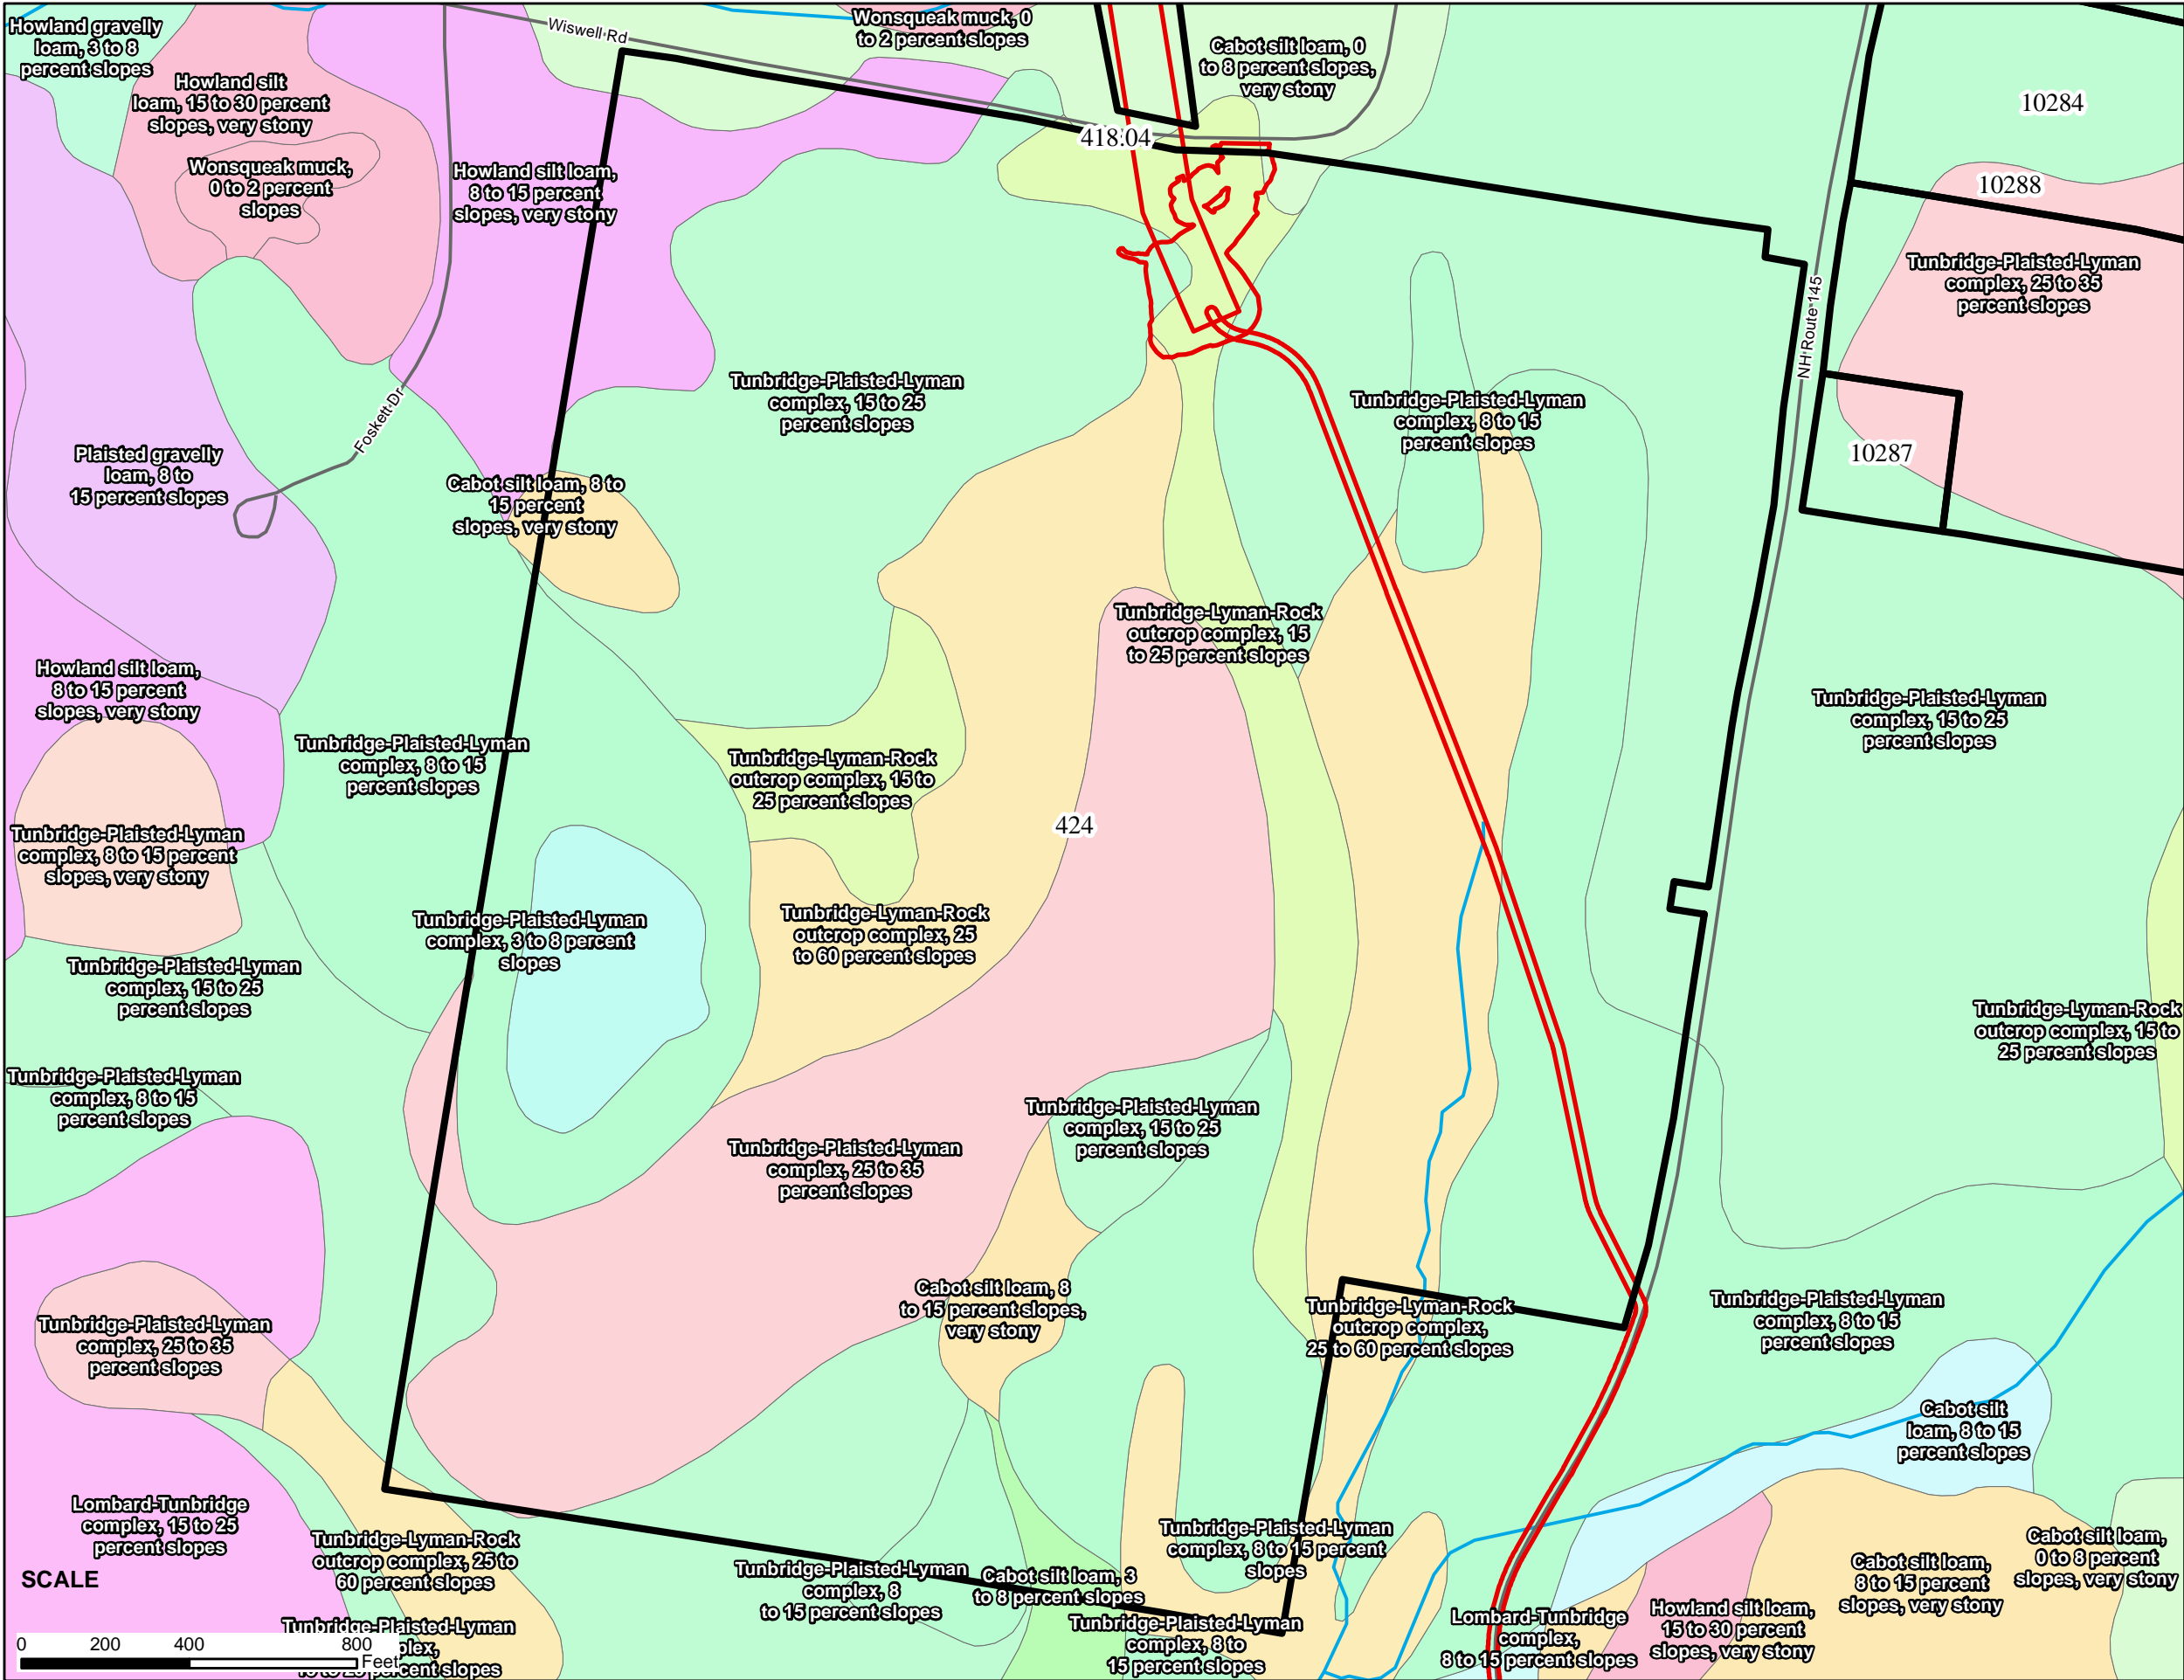 Howland gravelly
loam, 3 to 8
percent slopes
Wiswell Rd
Wonsqueak muck, 0
to 2 percent slopes
Cabot silt loam, 0
to 8 percent slopes,
very stony
Howland silt
loam, 15 to 30 percent
slopes, very stony
10284
418.04
Wonsqueak muck,
0 to 2 percent
slopes
Howland silt loam,
8 to 15 percent
slopes, very stony
10288
Tunbridge-Plaisted-Lyman
complex, 25 to 35
percent slopes
NH Route 145
Foskett Dr
Tunbridge-Plaisted-Lyman
complex, 15 to 25
percent slopes
Tunbridge-Plaisted-Lyman
complex, 8 to 15
percent slopes
10287
Plaisted gravelly
loam, 8 to
15 percent slopes
Cabot silt loam, 8 to
15 percent
slopes, very stony
Tunbridge-Lyman-Rock
outcrop complex, 15
to 25 percent slopes
Howland silt loam,
8 to 15 percent
slopes, very stony
Tunbridge-Plaisted-Lyman
complex, 15 to 25
percent slopes
Tunbridge-Plaisted-Lyman
complex, 8 to 15
percent slopes
Tunbridge-Lyman-Rock
outcrop complex, 15 to
25 percent slopes
424
Tunbridge-Plaisted-Lyman
complex, 8 to 15 percent
slopes, very stony
Tunbridge-Plaisted-Lyman
complex, 3 to 8 percent
slopes
Tunbridge-Lyman-Rock
outcrop complex, 25
to 60 percent slopes
Tunbridge-Plaisted-Lyman
complex, 15 to 25
percent slopes
Tunbridge-Lyman-Rock
outcrop complex, 15 to
25 percent slopes
Tunbridge-Plaisted-Lyman
complex, 8 to 15
percent slopes
Tunbridge-Plaisted-Lyman
complex, 15 to 25
percent slopes
Tunbridge-Plaisted-Lyman
complex, 25 to 35
percent slopes
Cabot silt loam, 8
to 15 percent slopes,
very stony
Tunbridge-Lyman-Rock
outcrop complex,
25 to 60 percent slopes
Tunbridge-Plaisted-Lyman
complex, 8 to 15
percent slopes
Tunbridge-Plaisted-Lyman
complex, 25 to 35
percent slopes
Cabot silt
loam, 8 to 15
percent slopes
Lombard-Tunbridge
complex, 15 to 25
percent slopes
Tunbridge-Lyman-Rock
outcrop complex, 25 to
60 percent slopes
Tunbridge-Plaisted-Lyman
complex, 8
to 15 percent slopes
Cabot silt loam, 3
to 8 percent slopes
Tunbridge-Plaisted-Lyman
complex, 8 to 15 percent
slopes
Cabot silt loam,
8 to 15 percent
slopes, very stony
Cabot silt loam,
0 to 8 percent
slopes, very stony
Tunbridge-Plaisted-Lyman
complex, 8 to
15 percent slopes
Lombard-Tunbridge
complex,
8 to 15 percent slopes
Howland silt loam,
15 to 30 percent
slopes, very stony
Tunbridge-Plaisted-Lyman
percent slopes
SCALE
0 200 400 800
Feet